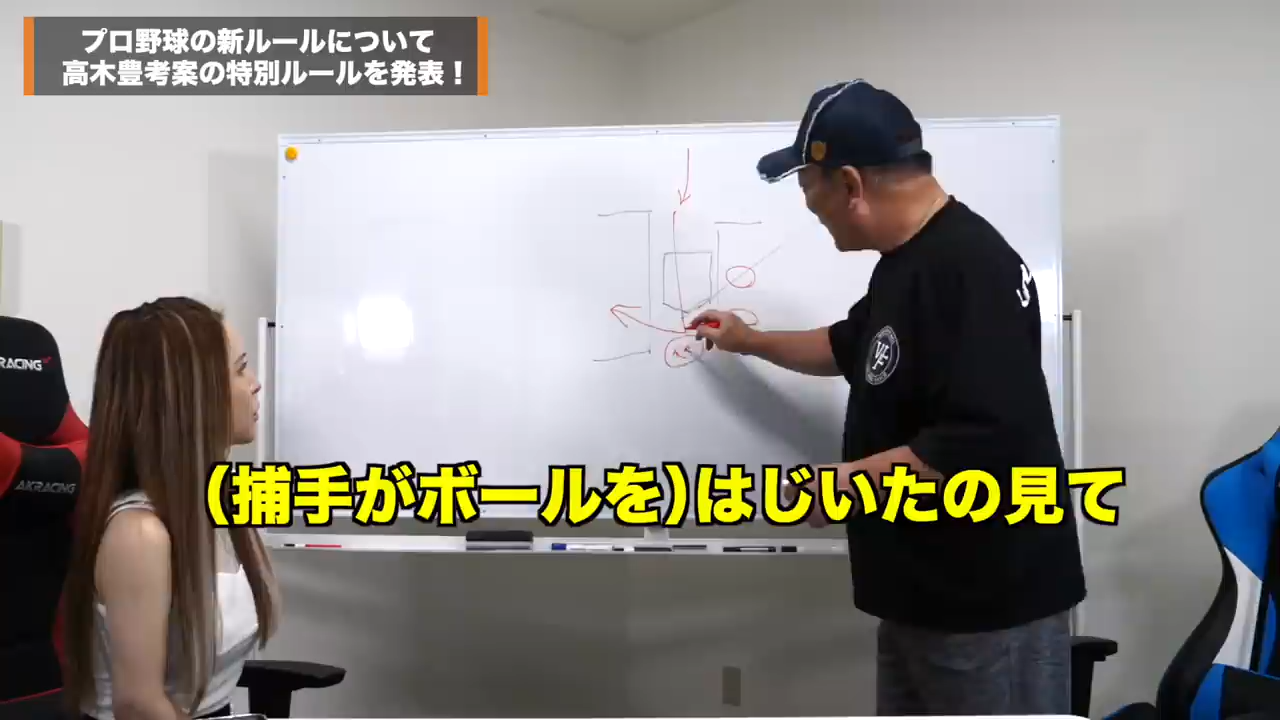 プロ野球の新ルールについて
高木豊考案の特別ルールを発表！
RACING
AKRACING
(捕手がボールを)はじいたの見て